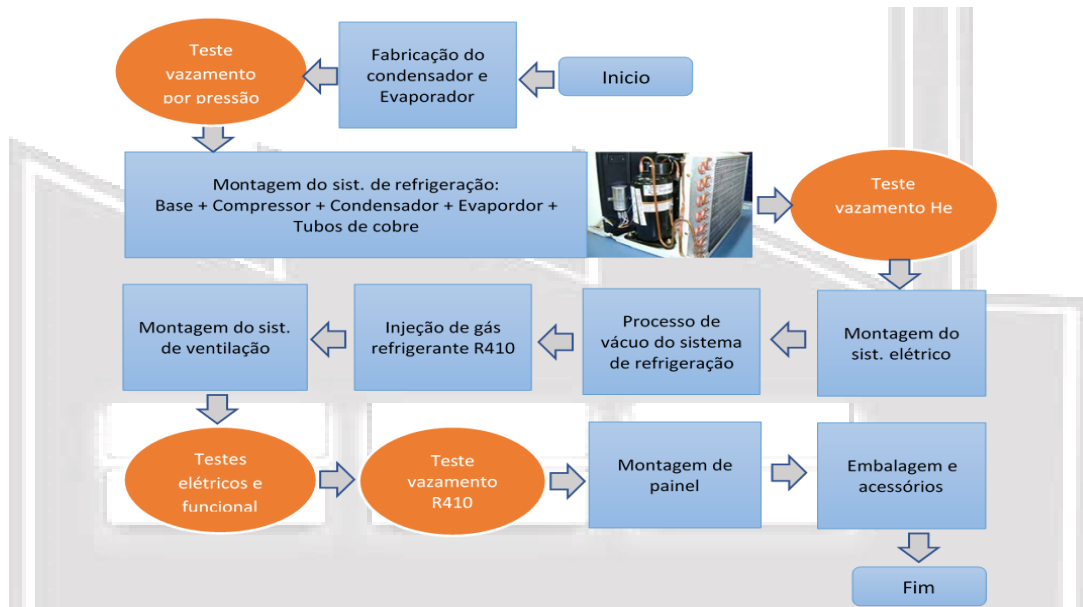 Inicio
Fabricação do
condensador e
Evaporador
Teste
vazamento
por pressão
Montagem do sist. de refrigeração:
Base + Compressor + Condensador + Evapordor +
Tubos de cobre
Teste
vazamento He
Montagem do
sist. elétrico
Processo de
vácuo do sistema
de refrigeração
Injeção de gás
refrigerante R410
Montagem do sist.
de ventilação
Testes
elétricos e
funcional
Teste
vazamento
R410
Montagem de
painel
Embalagem e
acessórios
Fim